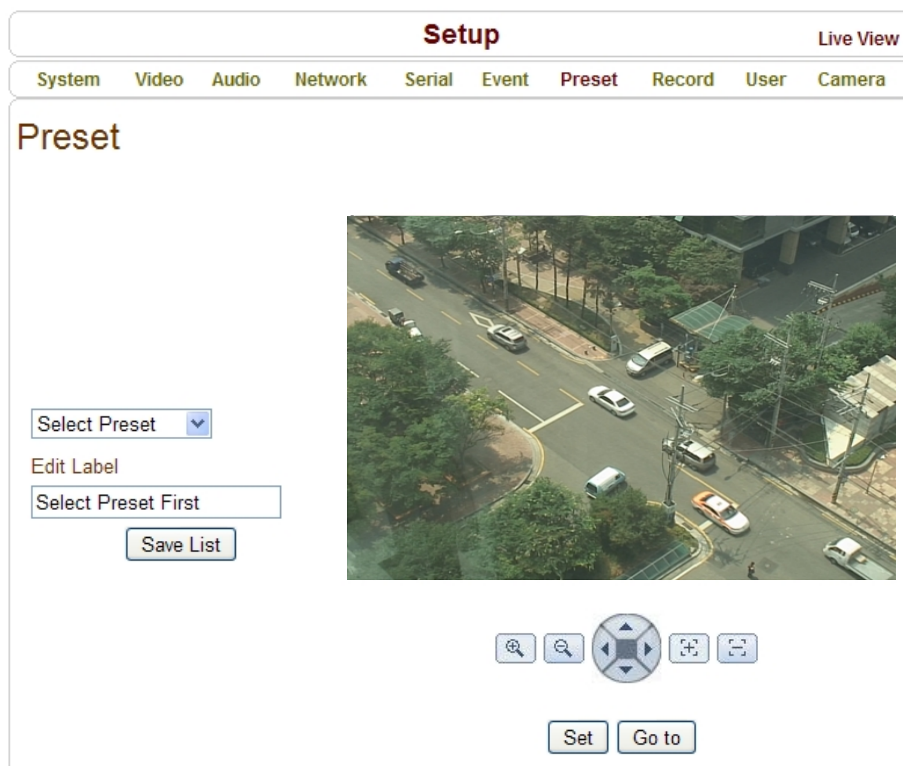 Setup
Live View
System Video Audio Network Serial Event Preset Record User Camera
Preset
Select Preset
Edit Label
Select Preset First
Save List
Set Go to